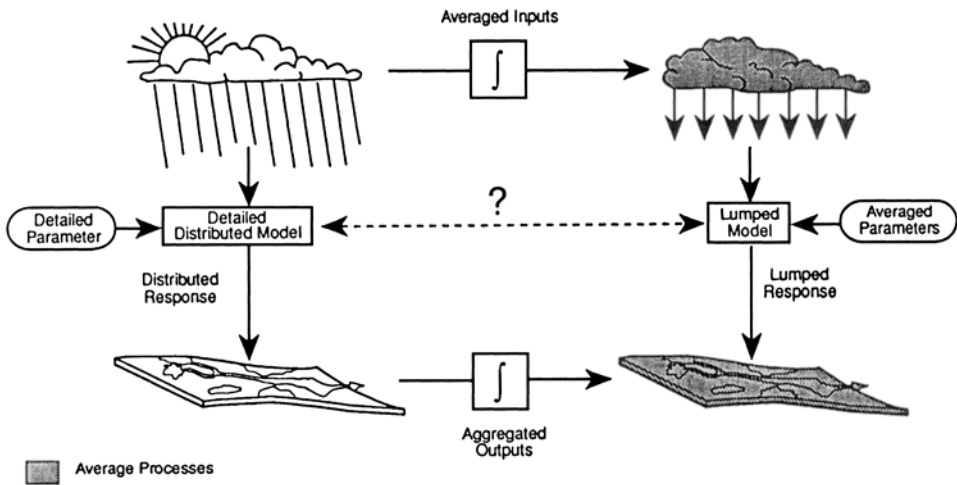 Averaged Inputs
∫
?
Detailed
Parameter
Detailed
Distributed Model
Lumped
Model
Averaged
Parameters
Distributed
Response
Lumped
Response
∫
Aggregated
Outputs
Average Processes